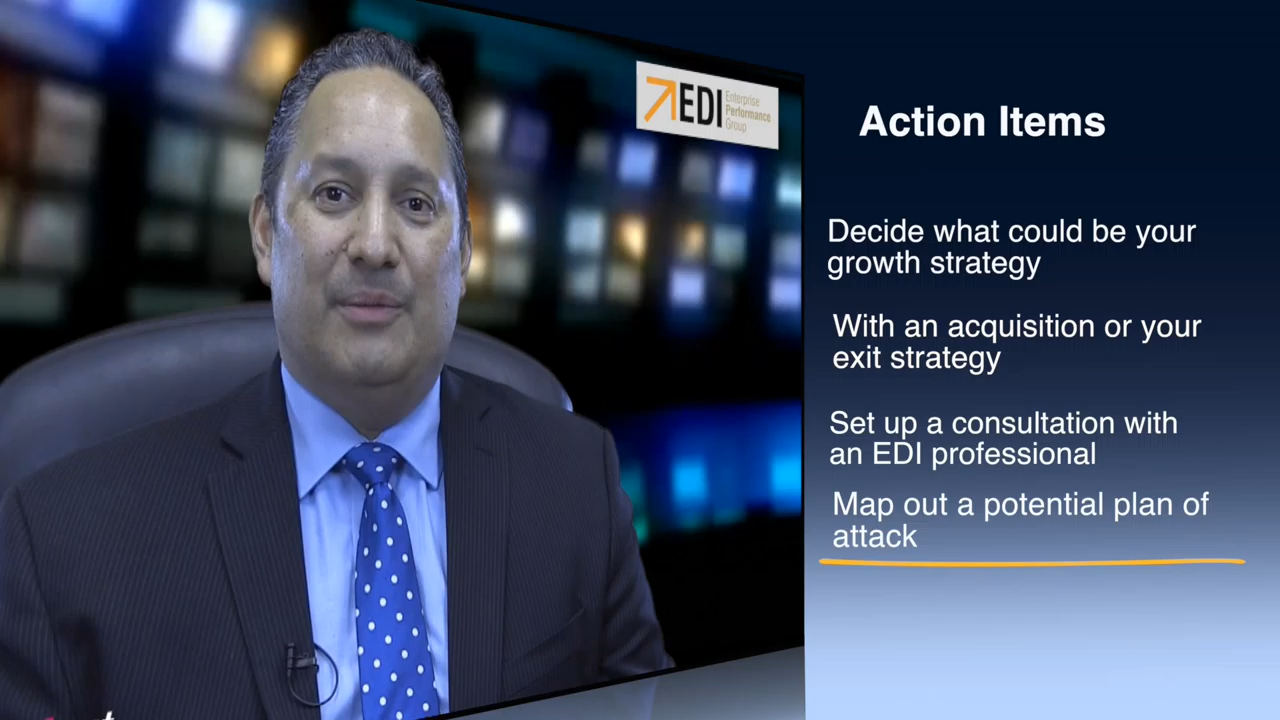 EDI
Enterprise
Performance
Group
Action Items
Decide what could be your
growth strategy
With an acquisition or your
exit strategy
Set up a consultation with
an EDI professional
Map out a potential plan of
attack